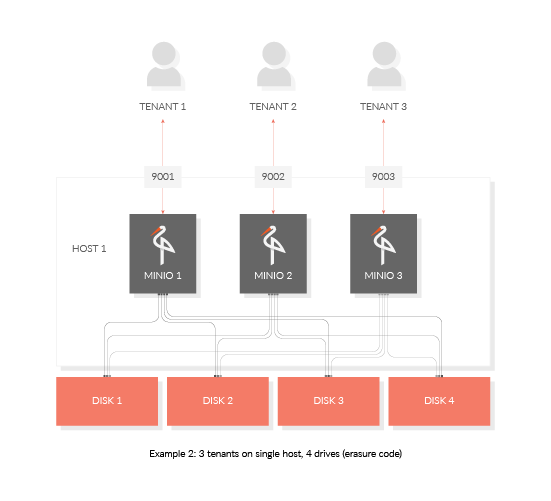 TENANT 1
TENANT 2
TENANT 3
9001
9002
9003
HOST 1
MINIO 1
MINIO 2
MINIO 3
DISK 1
DISK 2
DISK 3
DISK 4
Example 2: 3 tenants on single host, 4 drives (erasure code)